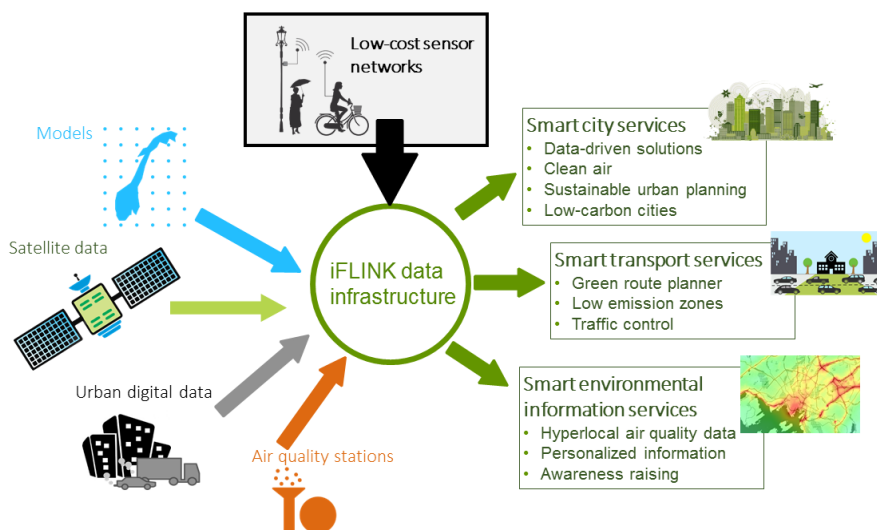 Low-cost sensor
networks
Models
Satellite data
Urban digital data
Air quality stations
iFLINK data
infrastructure
Smart city services
• Data-driven solutions
• Clean air
• Sustainable urban planning
• Low-carbon cities
Smart transport services
• Green route planner
• Low emission zones
• Traffic control
Smart environmental
information services
• Hyperlocal air quality data
• Personalized information
• Awareness raising